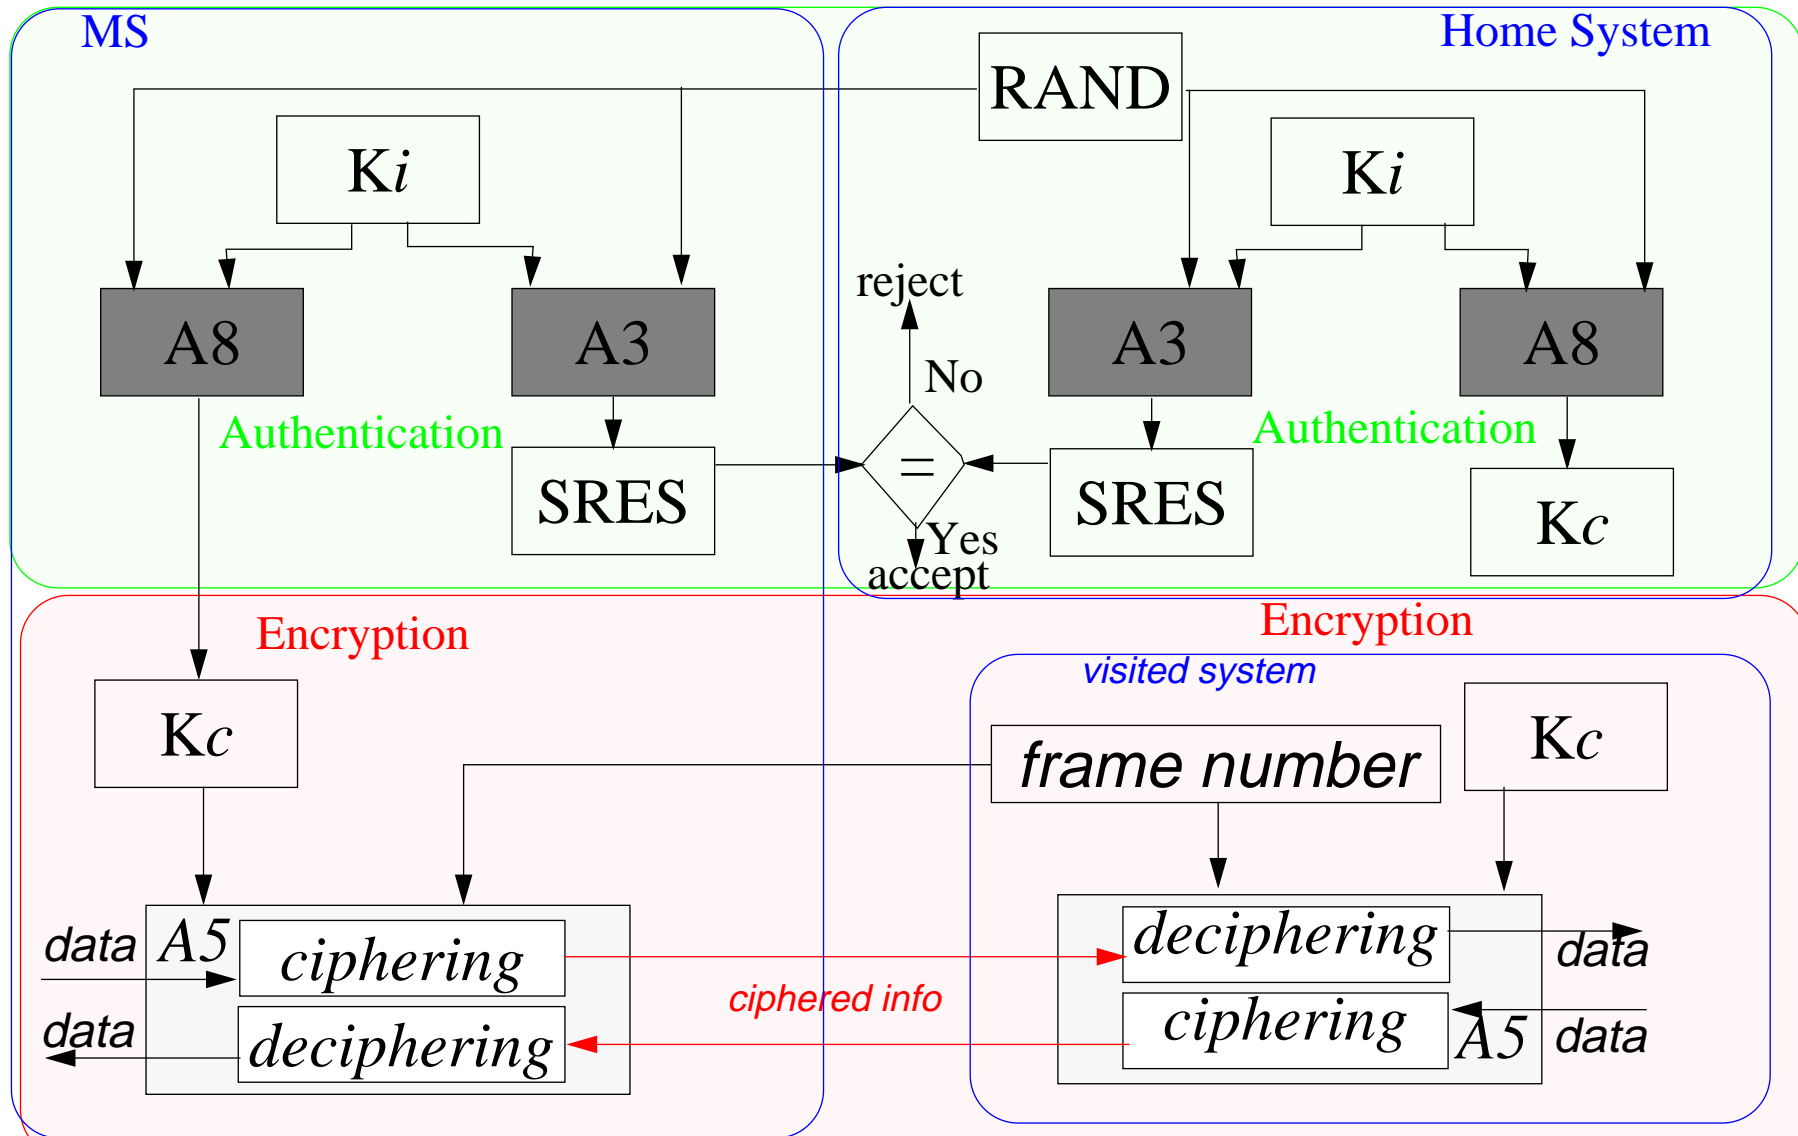 MS
Home System
RAND
Ki
Ki
reject
A8
A3
A3
A8
No
Authentication
Authentication
=
SRES
SRES
Kc
Yes
accept
Encryption
Encryption
visited system
Kc
frame number
Kc
data
A5
ciphering
deciphering
data
ciphered info
data
deciphering
ciphering
A5
data